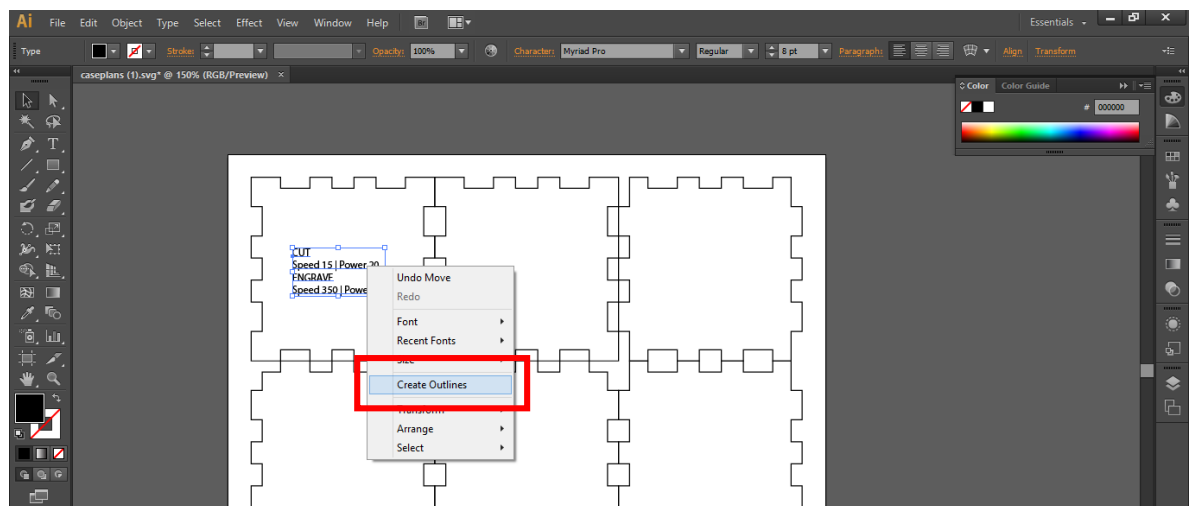 Ai File Edit Object Type Select Effect View Window Help Br Essentials
Type Stroke: Opacity: 100% Character: Myriad Pro Regular 8 pt Paragraph: Align Transform
caseplans (1).svg* @ 150% (RGB/Preview) ×
Color Color Guide
# 000000
CUT
Speed 15 | Power 20
ENGRAVE
Speed 350 | Powe
Undo Move
Redo
Font
Recent Fonts
Size
Create Outlines
Transform
Arrange
Select